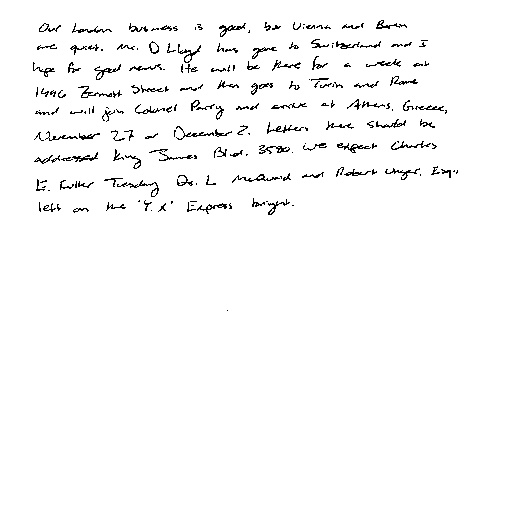 Our London business is good, but Vienna and Berlin
are quiet. Mr. D Lloyd has gone to Switzerland and I
hope for good news. He will be there for a week at
1496 Zermott Street and then goes to Turin and Rome
and will join Colonel Parry and arrive at Athens, Greece,
November 27 or December 2. Letters there should be
addressed King James Blvd. 3580. We expect Charles
E. Fuller Tuesday. Dr. L McQuaid and Robert Unger, Esq.,
left on the 'Y.X' Express tonight.